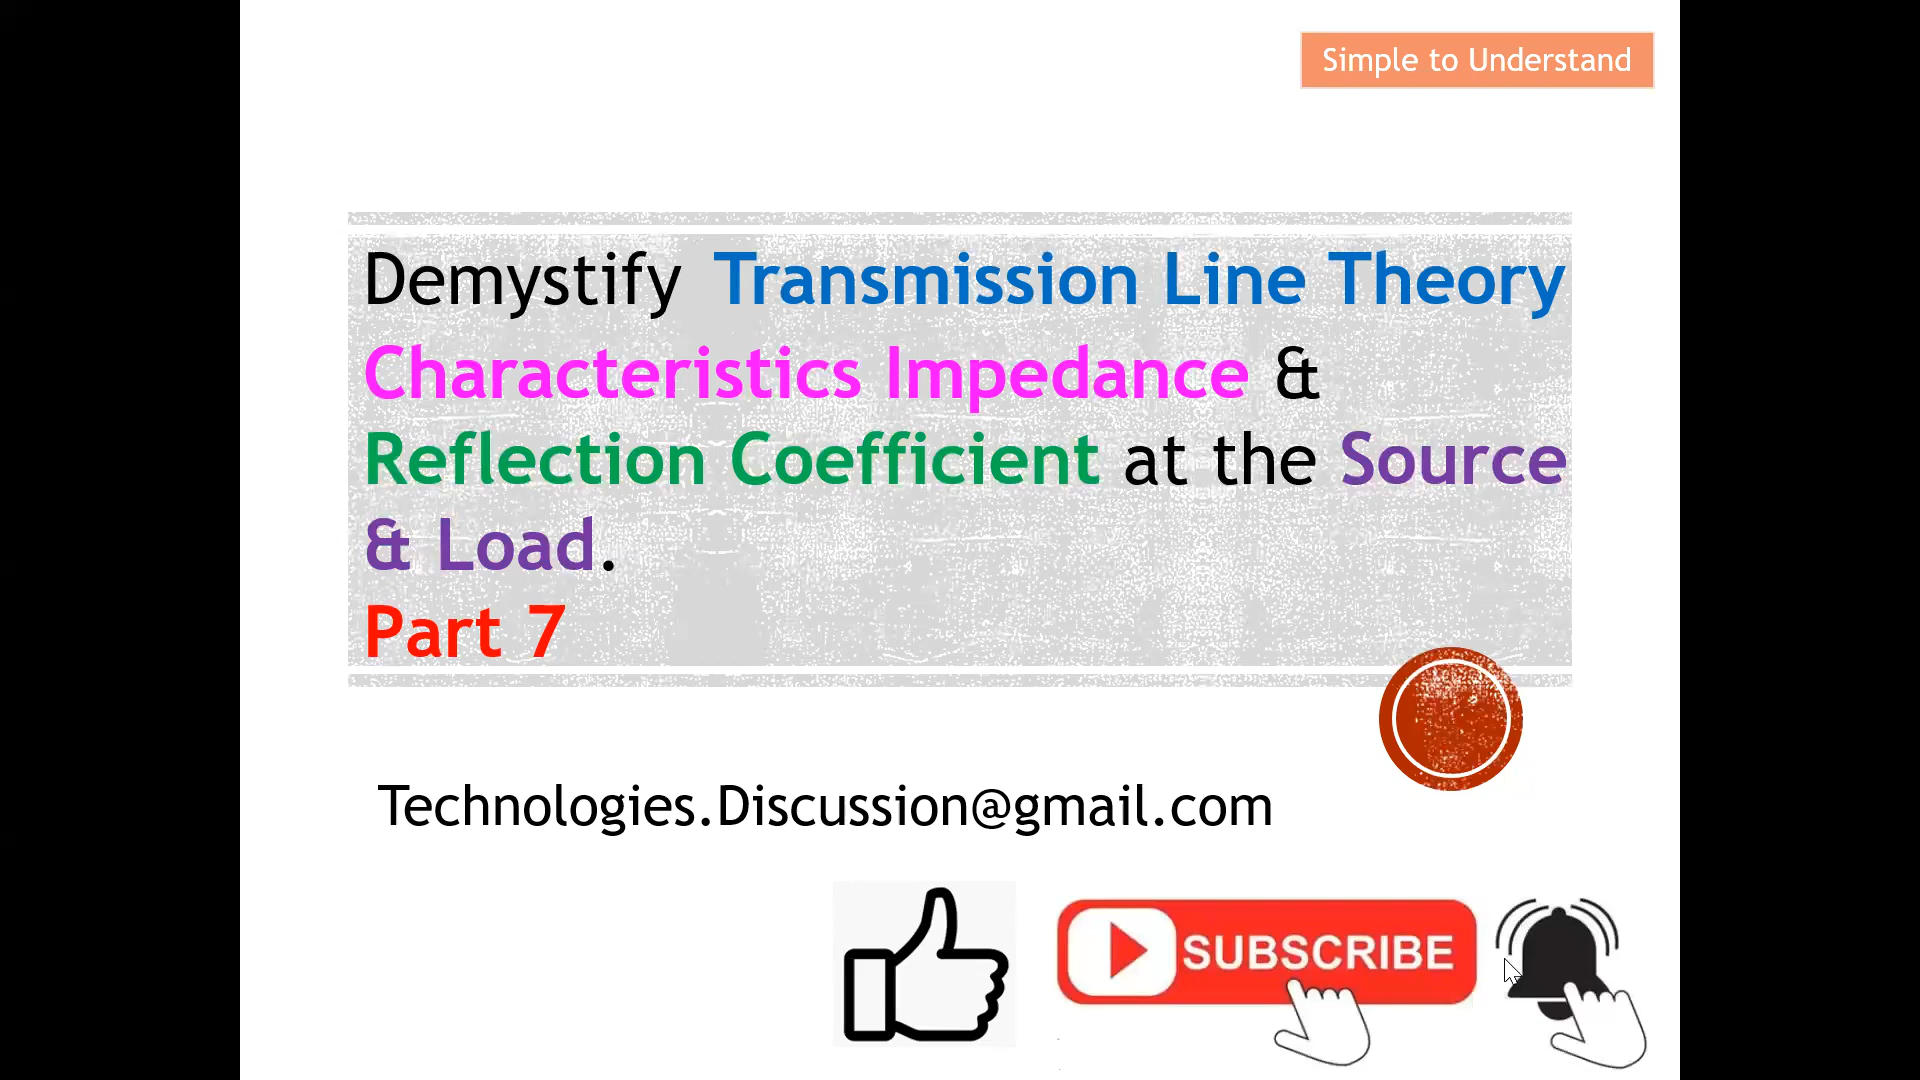 Simple to Understand
Demystify Transmission Line Theory
Characteristics Impedance &
Reflection Coefficient at the Source
& Load.
Part 7
Technologies.Discussion@gmail.com
SUBSCRIBE